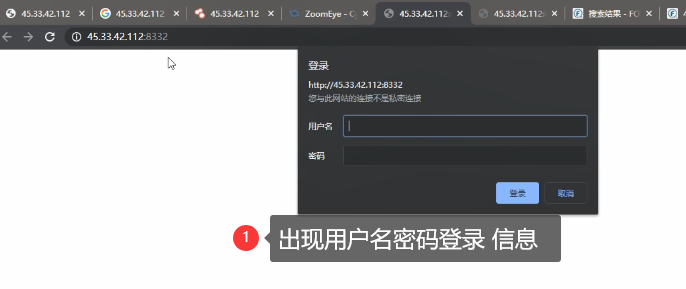 45.33.42.112
45.33.42.112
45.33.42.112
ZoomEye - Cy
45.33.42.112:
45.33.42.112:
搜索结果 - FO
45.33.42.112:8332
登录
http://45.33.42.112:8332
您与此网站的连接不是私密连接
用户名
密码
登录
取消
1
出现用户名密码登录 信息